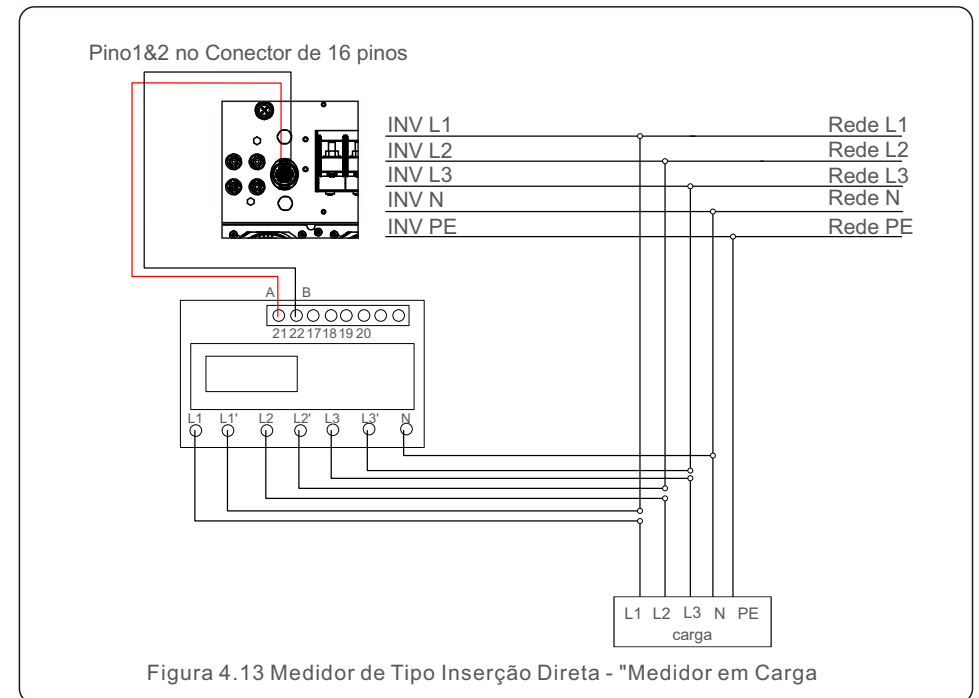 Pino1&2 no Conector de 16 pinos
INV L1 Rede L1
INV L2 Rede L2
INV L3 Rede L3
INV N Rede N
INV PE Rede PE
A B
21 22 17 18 19 20
L1 L1' L2 L2' L3 L3' N
L1 L2 L3 N PE
carga
Figura 4.13 Medidor de Tipo Inserção Direta - "Medidor em Carga